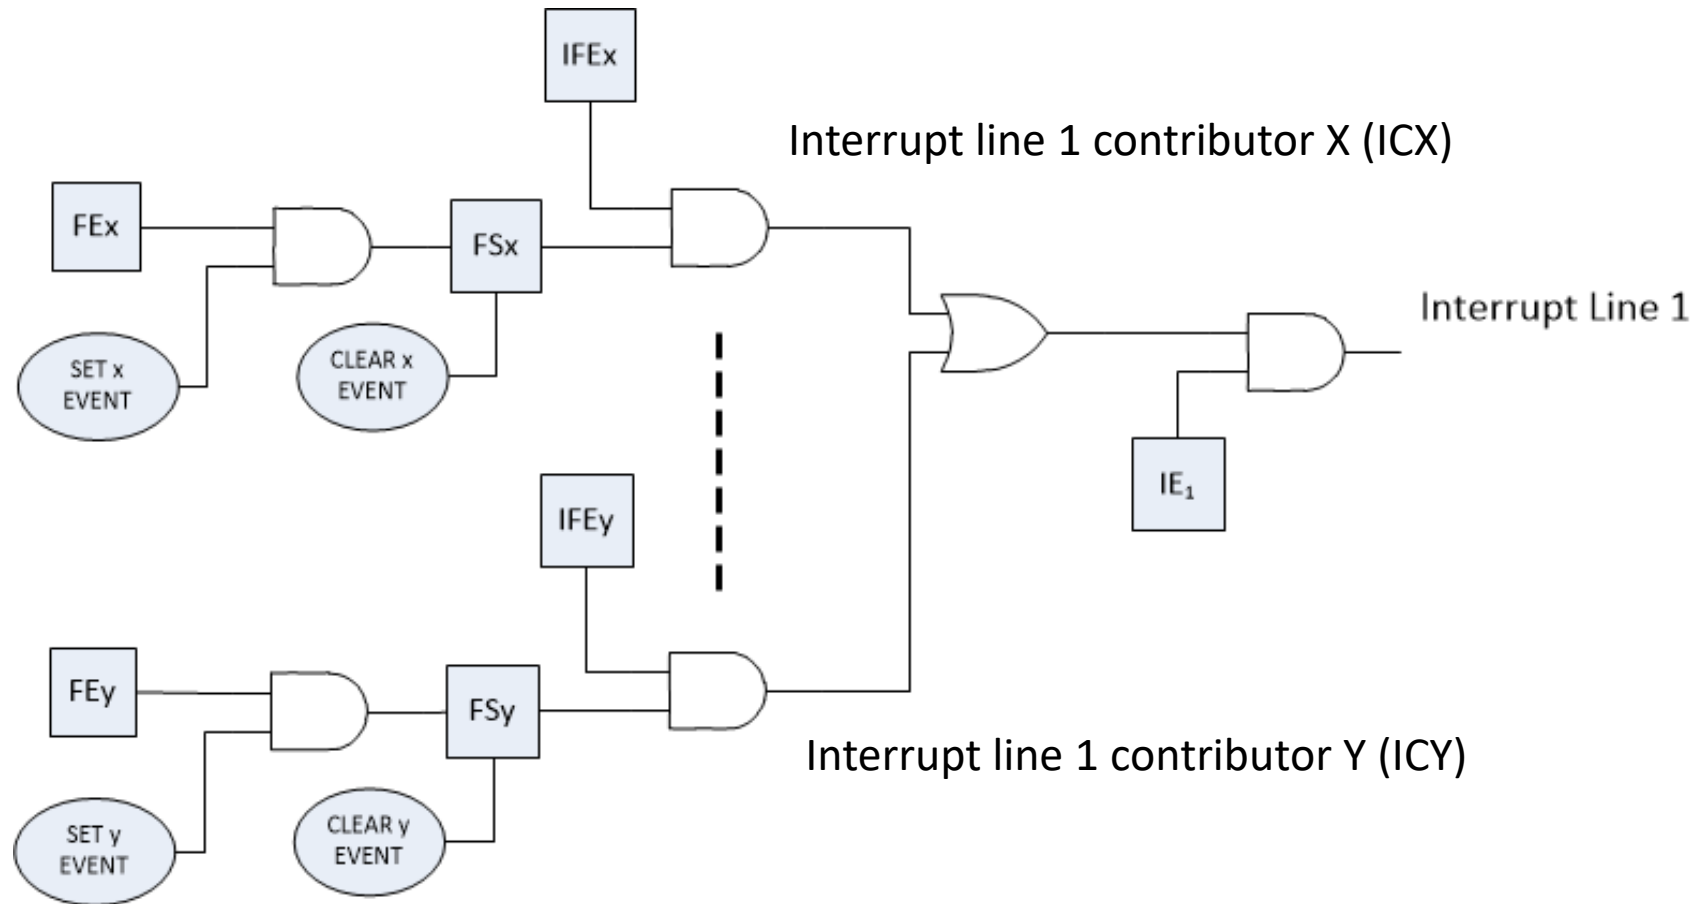 IFEx
Interrupt line 1 contributor X (ICX)
FEx
FSx
SET x
EVENT
CLEAR x
EVENT
Interrupt Line 1
IE₁
IFEy
FEy
FSy
Interrupt line 1 contributor Y (ICY)
SET y
EVENT
CLEAR y
EVENT